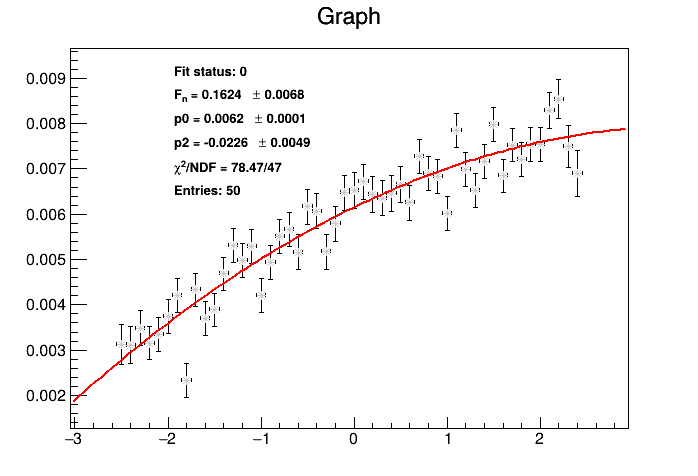 Graph
Fit status: 0
Fn = 0.1624 ± 0.0068
p0 = 0.0062 ± 0.0001
p2 = -0.0226 ± 0.0049
χ²/NDF = 78.47/47
Entries: 50
0.009
0.008
0.007
0.006
0.005
0.004
0.003
0.002
−3 −2 −1 0 1 2